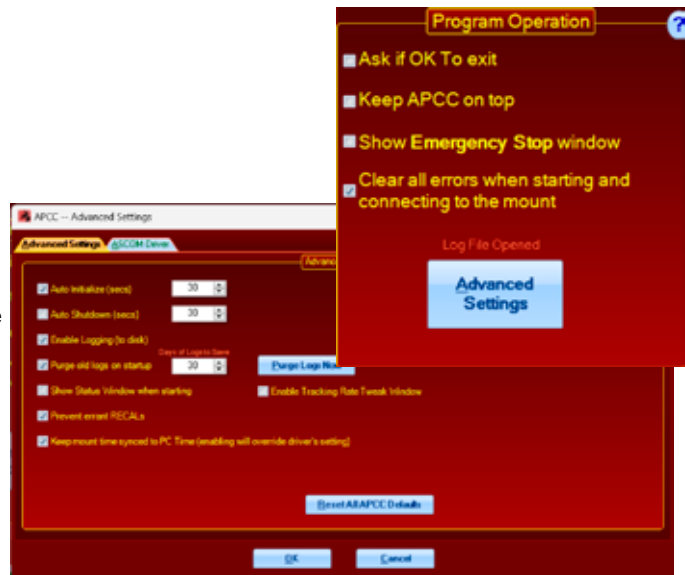 Program Operation
?
Ask if OK To exit
Keep APCC on top
Show Emergency Stop window
Clear all errors when starting and
connecting to the mount
Log File Opened
Advanced
Settings
APCC -- Advanced Settings
Advanced Settings ASCOM Driver
Advanc
Auto Initialize (secs) 30
Auto Shutdown (secs) 30
Enable Logging (to disk)
Days of Logs to Save
Purge old logs on startup 30 Purge Logs Now
Show Status Window when starting Enable Tracking Rate Tweak Window
Prevent errant RECALs
Keep mount time synced to PC Time (enabling will override driver's setting)
Reset All APCC Defaults
OK Cancel